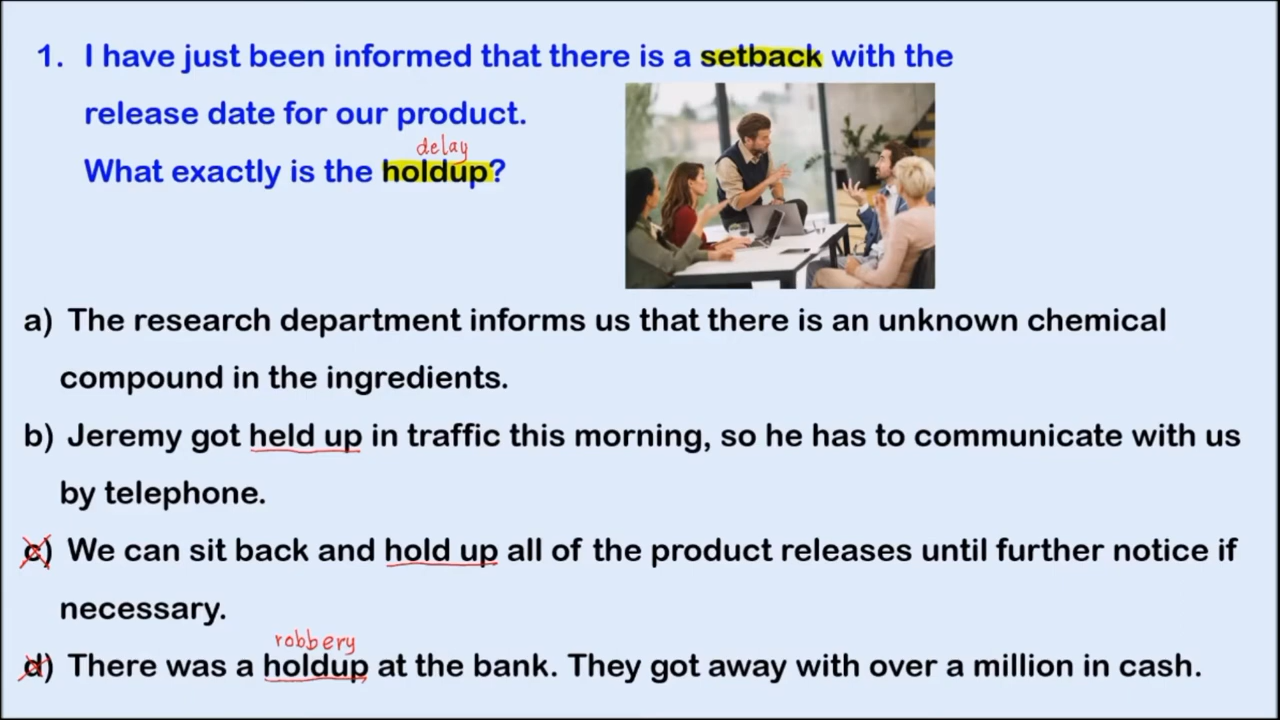 1. I have just been informed that there is a setback with the
release date for our product.
delay
What exactly is the holdup?
a) The research department informs us that there is an unknown chemical
compound in the ingredients.
b) Jeremy got held up in traffic this morning, so he has to communicate with us
by telephone.
c) We can sit back and hold up all of the product releases until further notice if
necessary.
robbery
d) There was a holdup at the bank. They got away with over a million in cash.